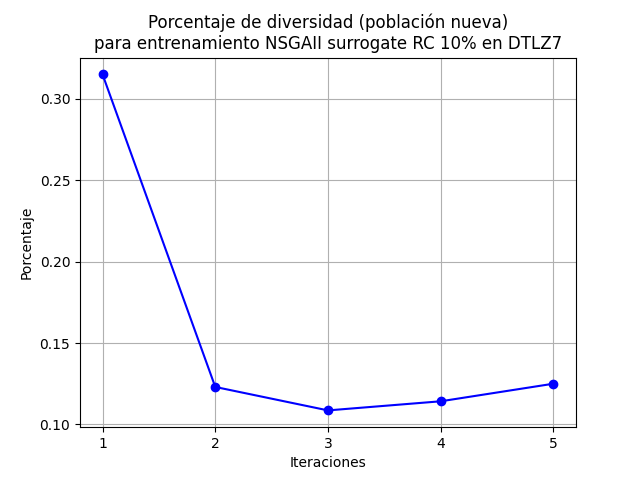 Porcentaje de diversidad (población nueva)
para entrenamiento NSGAII surrogate RC 10% en DTLZ7
Porcentaje
0.30
0.25
0.20
0.15
0.10
1 2 3 4 5
Iteraciones